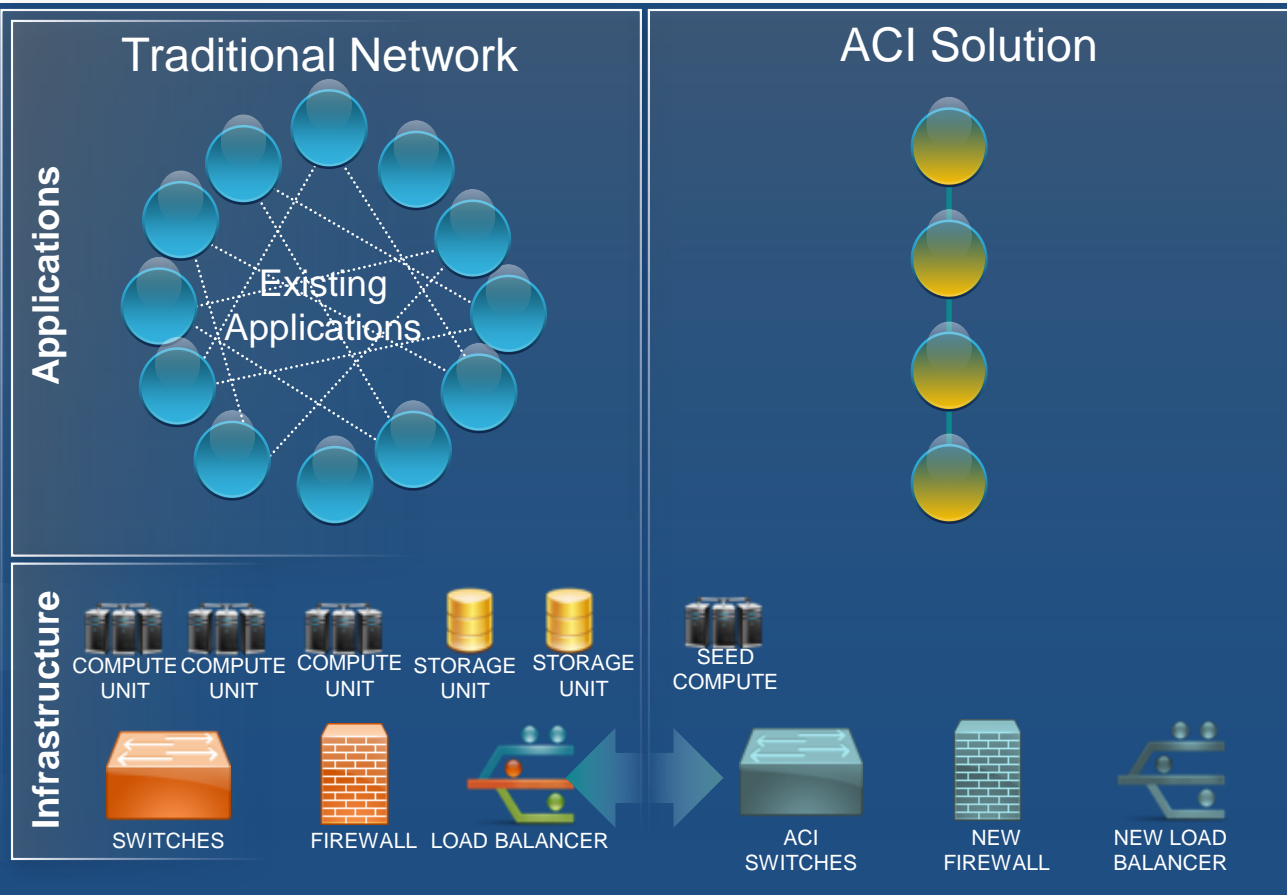 Traditional Network
ACI Solution
Applications
Existing
Applications
Infrastructure
COMPUTE
UNIT
COMPUTE
UNIT
COMPUTE
UNIT
STORAGE
UNIT
STORAGE
UNIT
SEED
COMPUTE
SWITCHES
FIREWALL
LOAD BALANCER
ACI
SWITCHES
NEW
FIREWALL
NEW LOAD
BALANCER